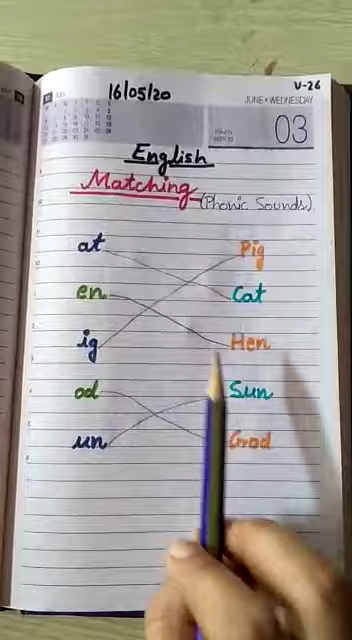 V-26
16/05/20
JUNE • WEDNESDAY
03
English
Matching (Phonic Sounds)
at Pig
en Cat
ig Hen
od Sun
un God